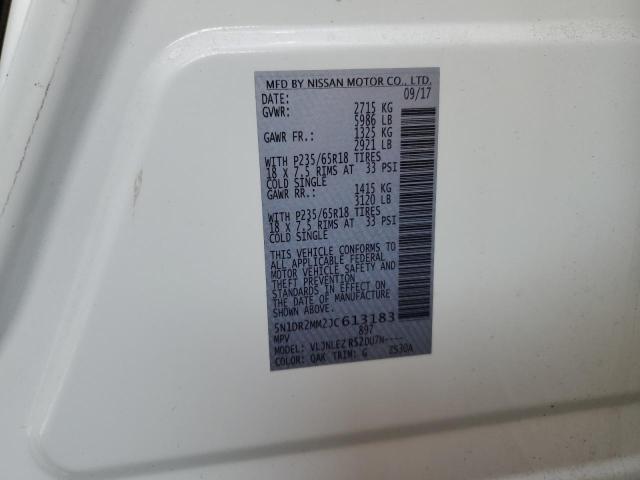 MFD BY NISSAN MOTOR CO., LTD.
DATE: 09/17
GVWR: 2715 KG
5986 LB
GAWR FR.: 1325 KG
2921 LB
WITH P235/65R18 TIRES
18 X 7.5 RIMS AT 33 PSI
COLD SINGLE
GAWR RR.: 1415 KG
3120 LB
WITH P235/65R18 TIRES
18 X 7.5 RIMS AT 33 PSI
COLD SINGLE
THIS VEHICLE CONFORMS TO
ALL APPLICABLE FEDERAL
MOTOR VEHICLE SAFETY AND
THEFT PREVENTION
STANDARDS IN EFFECT ON
THE DATE OF MANUFACTURE
SHOWN ABOVE.
5N1DR2MM2JC613183
MPV 897
MODEL: VLJNLEZ R52DU7N----
COLOR: QAK TRIM: G ZS30A